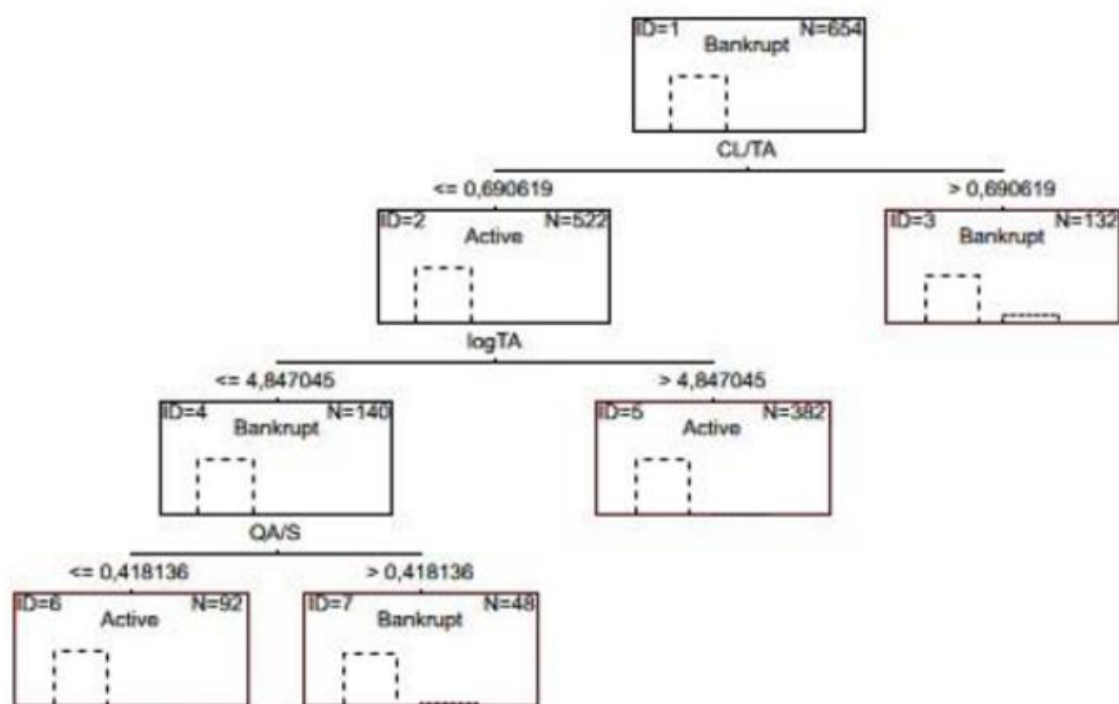 ID=1 N=654
Bankrupt
CL/TA
<= 0,690619 > 0,690619
ID=2 N=522
Active
ID=3 N=132
Bankrupt
logTA
<= 4,847045 > 4,847045
ID=4 N=140
Bankrupt
ID=5 N=382
Active
QA/S
<= 0,418136 > 0,418136
ID=6 N=92
Active
ID=7 N=48
Bankrupt